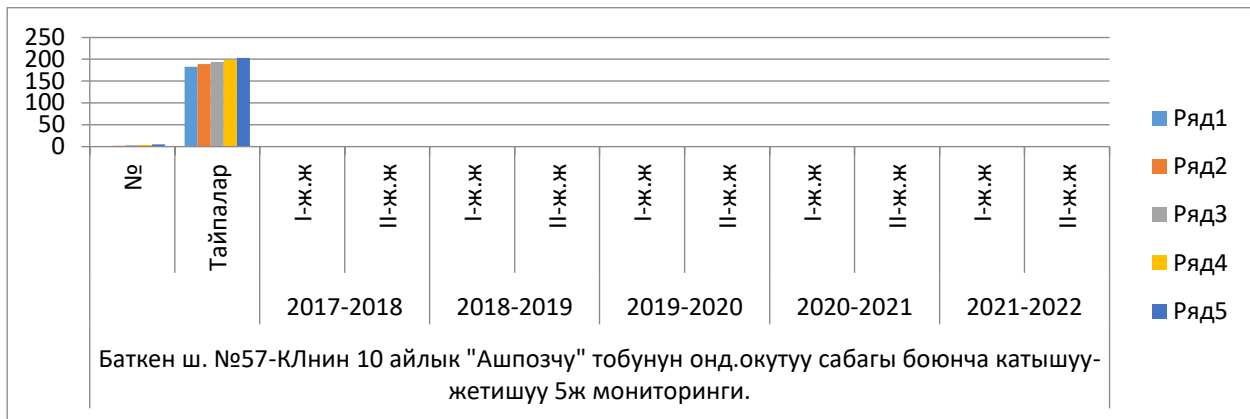 250
200
150
100
50
0
№
Тайпалар
I-ж.ж
II-ж.ж
I-ж.ж
II-ж.ж
I-ж.ж
II-ж.ж
I-ж.ж
II-ж.ж
I-ж.ж
II-ж.ж
2017-2018
2018-2019
2019-2020
2020-2021
2021-2022
Баткен ш. №57-КЛнин 10 айлык "Ашпозчу" тобунун онд.окутуу сабагы боюнча катышуу-
жетишуу 5ж мониторинги.
Ряд1
Ряд2
Ряд3
Ряд4
Ряд5